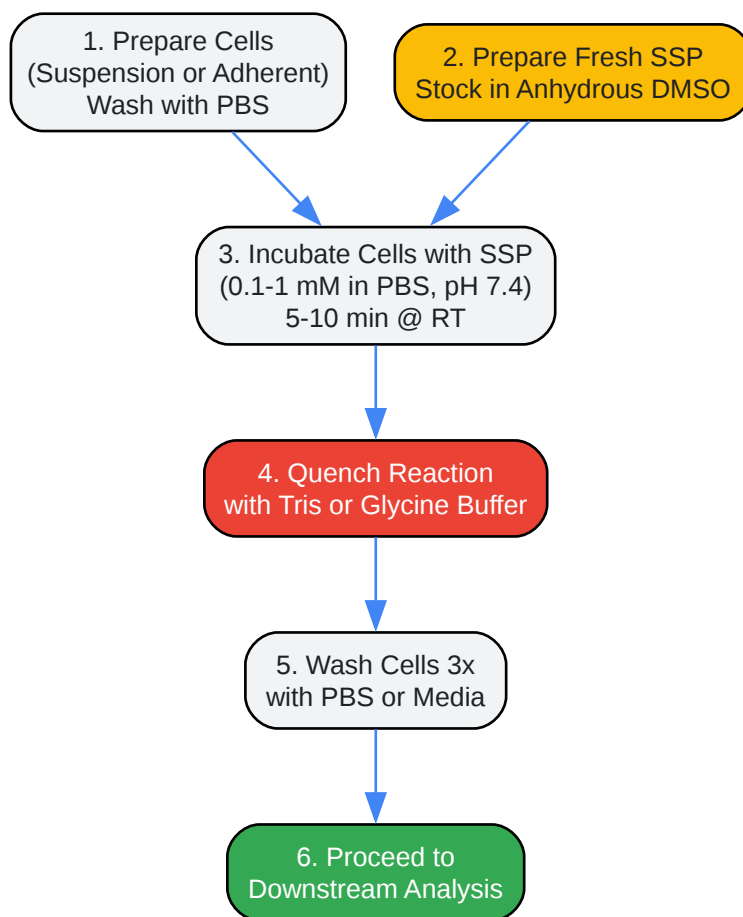 1. Prepare Cells
(Suspension or Adherent)
Wash with PBS
2. Prepare Fresh SSP
Stock in Anhydrous DMSO
3. Incubate Cells with SSP
(0.1-1 mM in PBS, pH 7.4)
5-10 min @ RT
4. Quench Reaction
with Tris or Glycine Buffer
5. Wash Cells 3x
with PBS or Media
6. Proceed to
Downstream Analysis